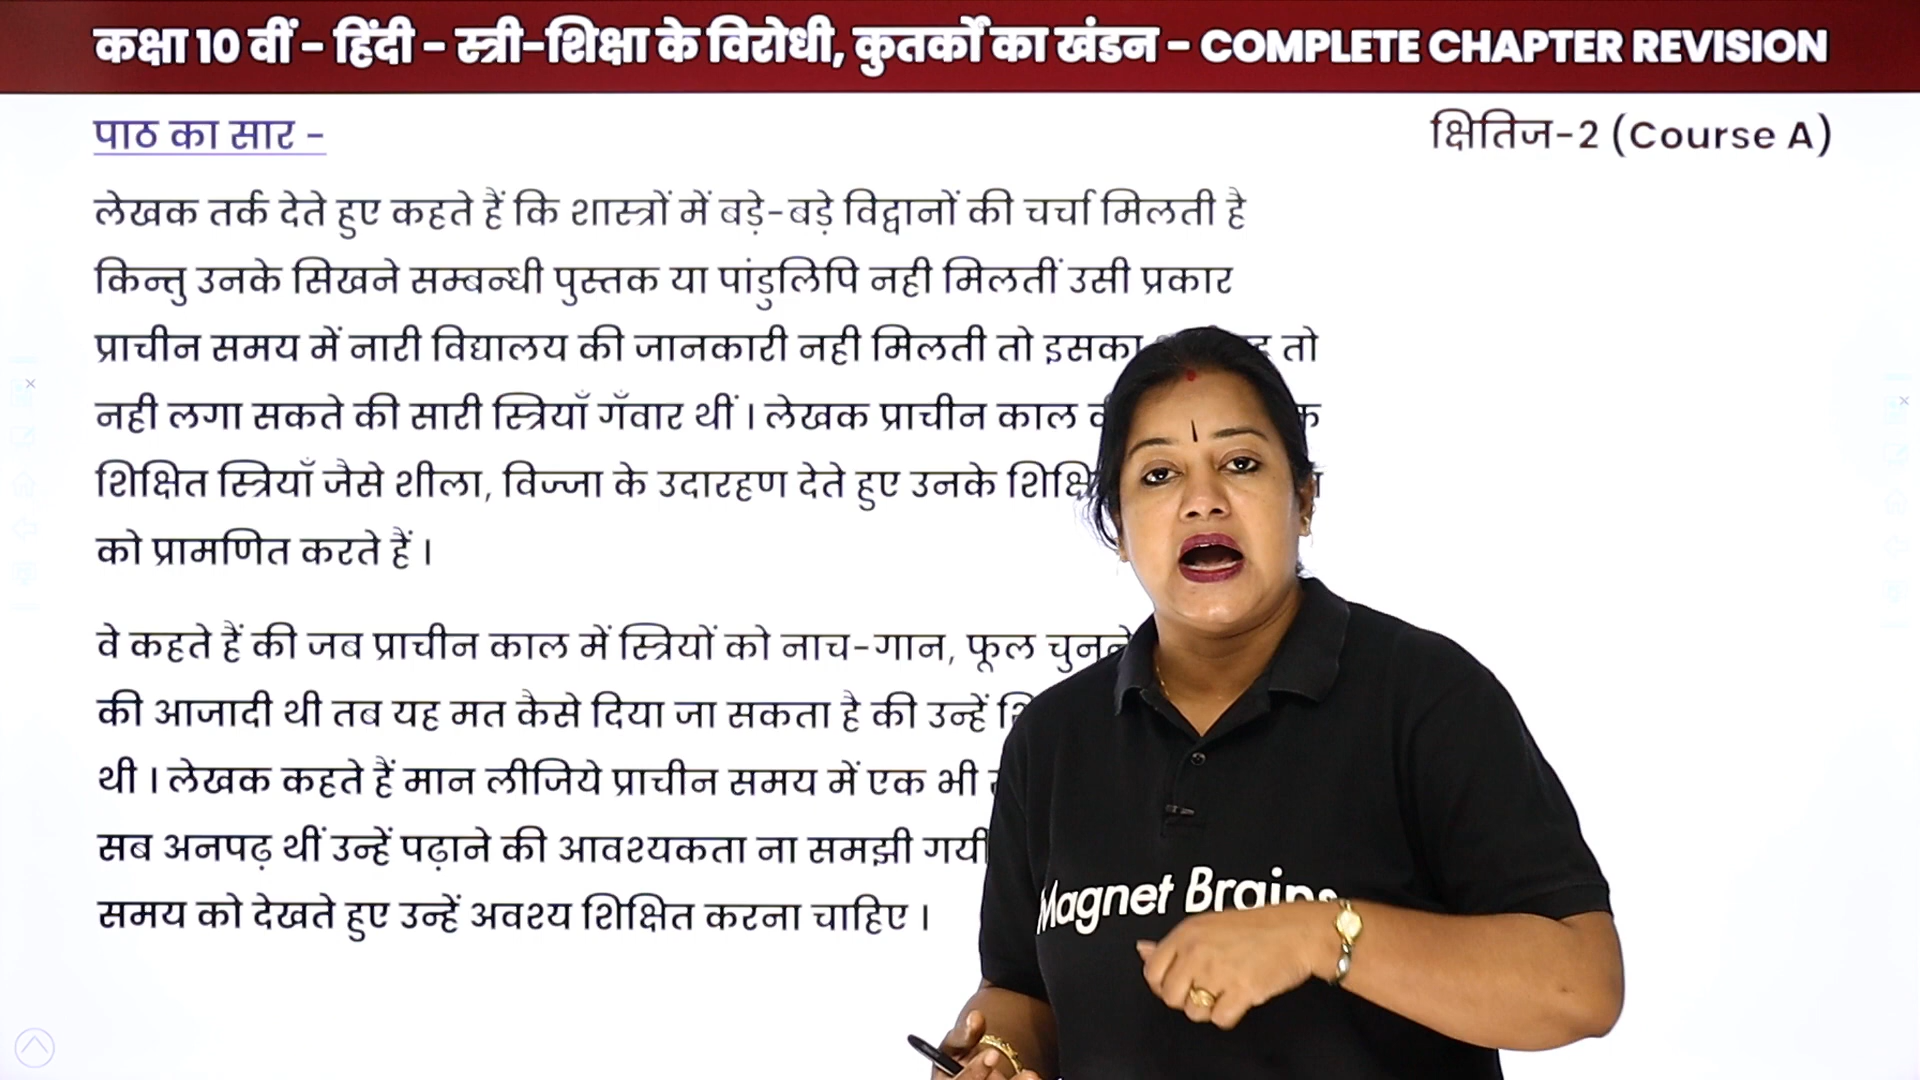 कक्षा 10 वीं - हिंदी - स्त्री-शिक्षा के विरोधी, कुतर्कों का खंडन - COMPLETE CHAPTER REVISION
पाठ का सार -
क्षितिज-2 (Course A)
लेखक तर्क देते हुए कहते हैं कि शास्त्रों में बड़े-बड़े विद्वानों की चर्चा मिलती है
किन्तु उनके सिखने सम्बन्धी पुस्तक या पांडुलिपि नही मिलतीं उसी प्रकार
प्राचीन समय में नारी विद्यालय की जानकारी नही मिलती तो इसका तो
नही लगा सकते की सारी स्त्रियाँ गँवार थीं। लेखक प्राचीन काल
शिक्षित स्त्रियाँ जैसे शीला, विज्जा के उदारहण देते हुए उनके
को प्रामणित करते हैं।
वे कहते हैं की जब प्राचीन काल में स्त्रियों को नाच-गान, फूल चुनने
की आजादी थी तब यह मत कैसे दिया जा सकता है की उन्हें
थी। लेखक कहते हैं मान लीजिये प्राचीन समय में एक भी
सब अनपढ़ थीं उन्हें पढ़ाने की आवश्यकता ना समझी गयीं
समय को देखते हुए उन्हें अवश्य शिक्षित करना चाहिए।
Magnet Brains